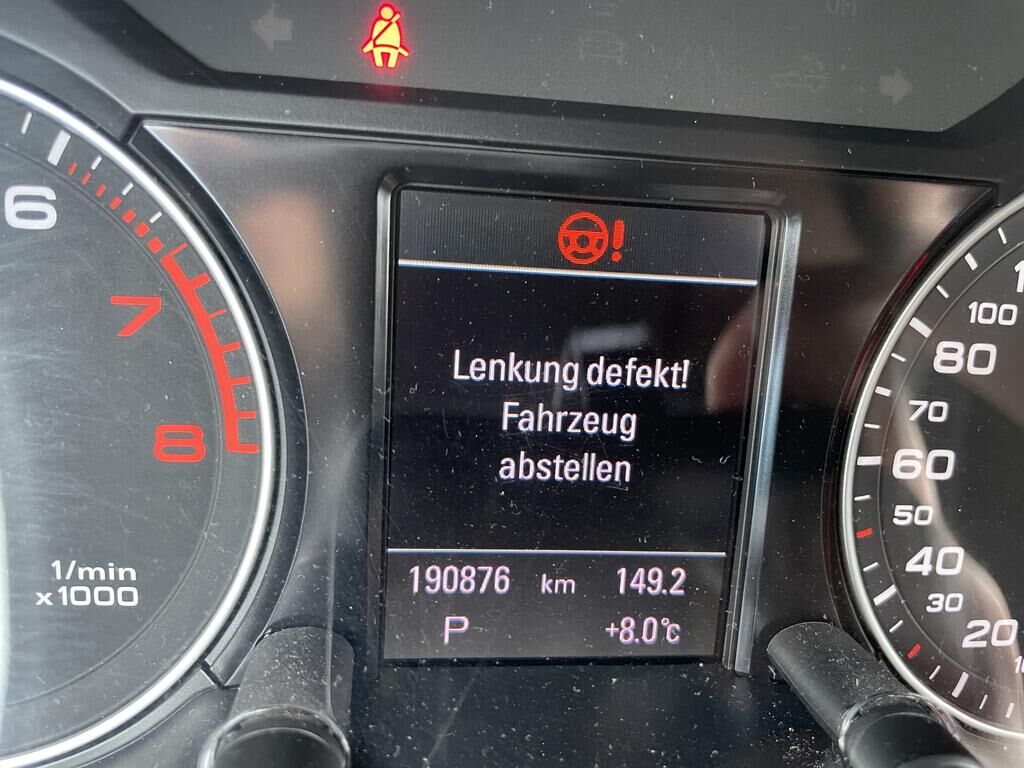 6
7
8
1/min
x1000
Lenkung defekt!
Fahrzeug
abstellen
190876 km 149.2
P +8.0°C
100
80
70
60
50
40
30
20